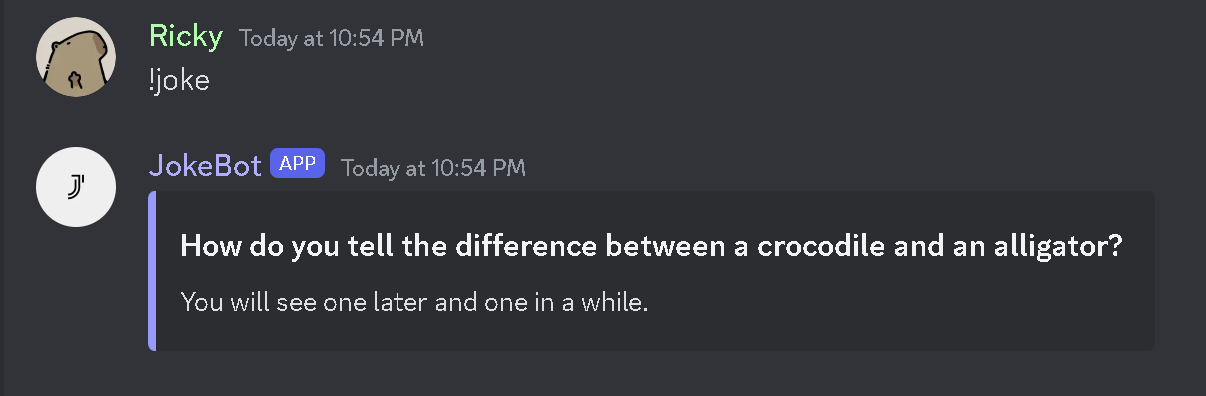 Ricky Today at 10:54 PM
!joke
JokeBot APP Today at 10:54 PM
How do you tell the difference between a crocodile and an alligator?
You will see one later and one in a while.